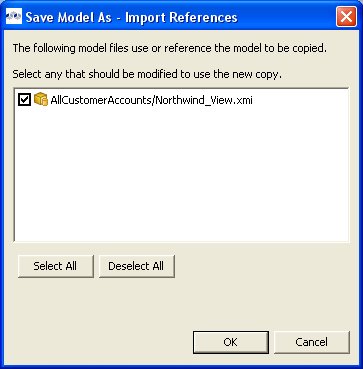 Save Model As - Import References
The following model files use or reference the model to be copied.
Select any that should be modified to use the new copy.
AllCustomerAccounts/Northwind_View.xmi
Select All
Deselect All
OK
Cancel